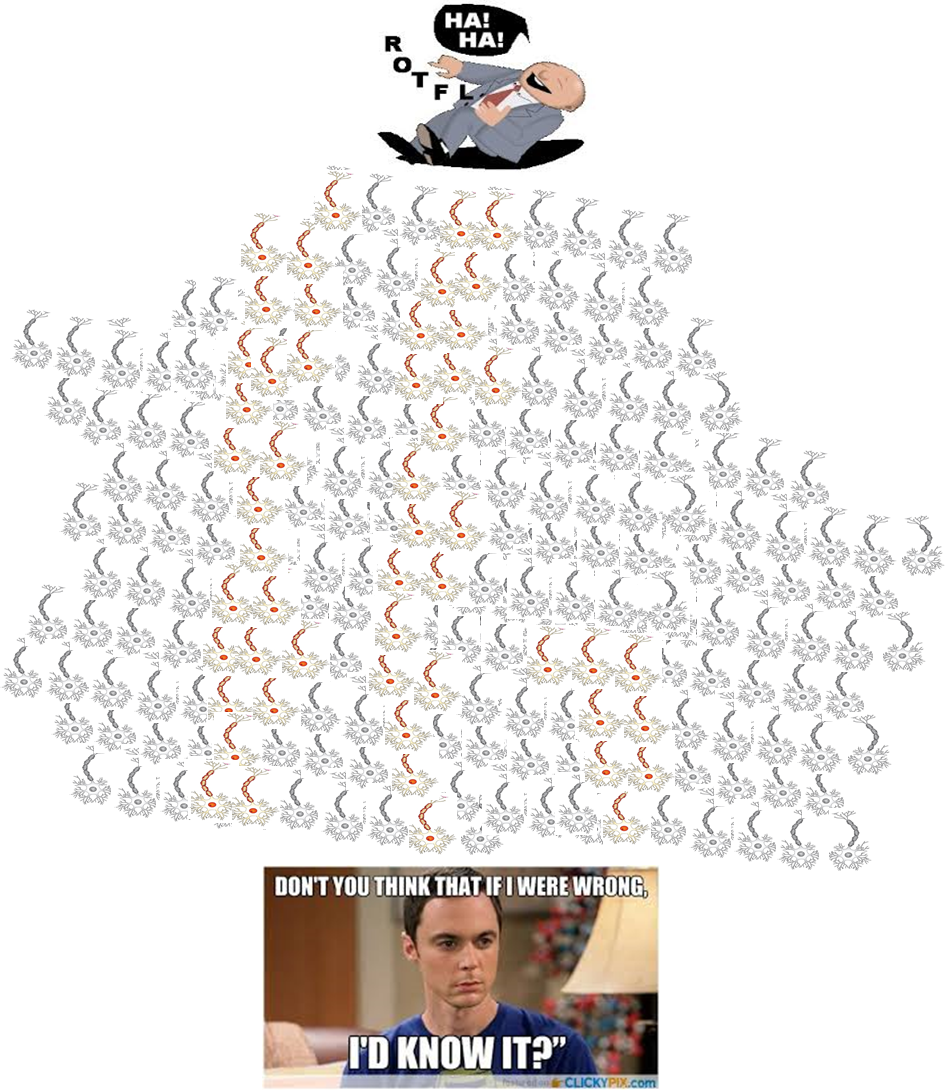 HA!
HA!
ROTFL
DON'T YOU THINK THAT IF I WERE WRONG,
I'D KNOW IT?”
CLICKYPIX.com